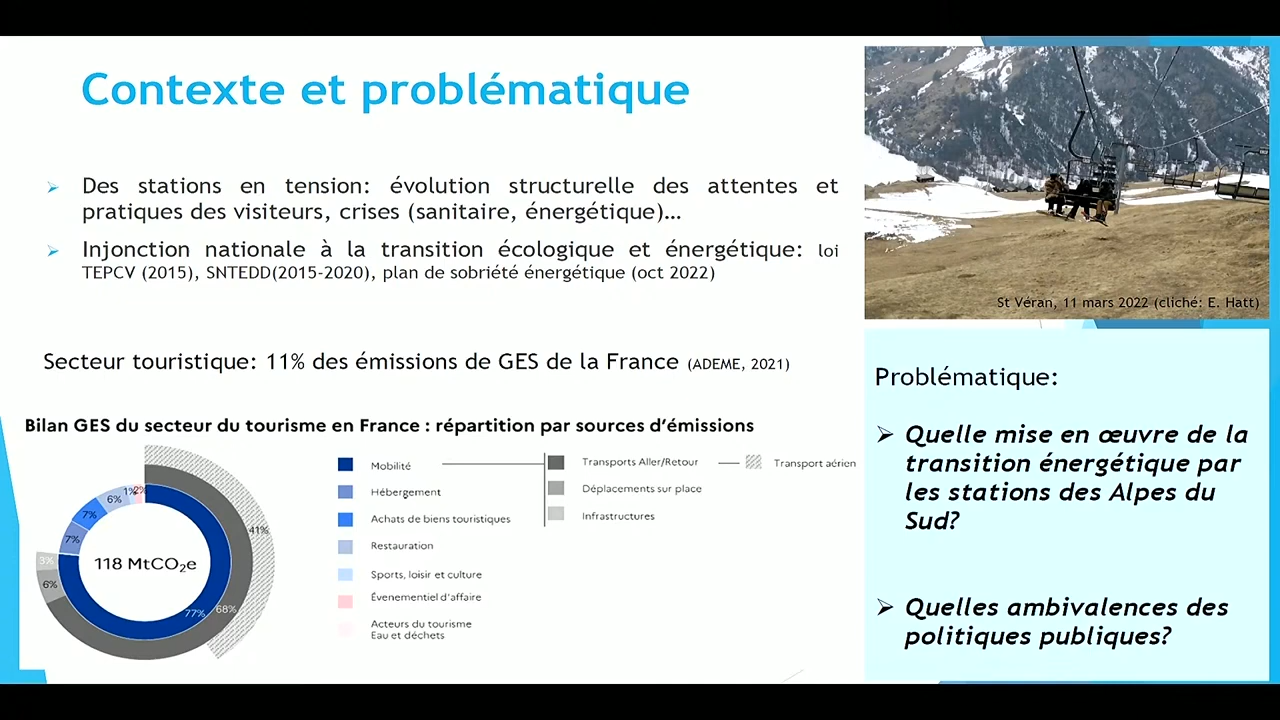 Contexte et problématique
Des stations en tension: évolution structurelle des attentes et
pratiques des visiteurs, crises (sanitaire, énergétique)…
Injonction nationale à la transition écologique et énergétique: loi
TEPCV (2015), SNTEDD(2015-2020), plan de sobriété énergétique (oct 2022)
Secteur touristique: 11% des émissions de GES de la France (ADEME, 2021)
Bilan GES du secteur du tourisme en France : répartition par sources d'émissions
118 MtCO₂e
77%
68%
41%
6%
3%
7%
7%
6%
1%
2%
Mobilité
Hébergement
Achats de biens touristiques
Restauration
Sports, loisir et culture
Évenementiel d'affaire
Acteurs du tourisme
Eau et déchets
Transports Aller/Retour
Déplacements sur place
Infrastructures
Transport aérien
St Véran, 11 mars 2022 (cliché: E. Hatt)
Problématique:
Quelle mise en œuvre de la
transition énergétique par
les stations des Alpes du
Sud?
Quelles ambivalences des
politiques publiques?